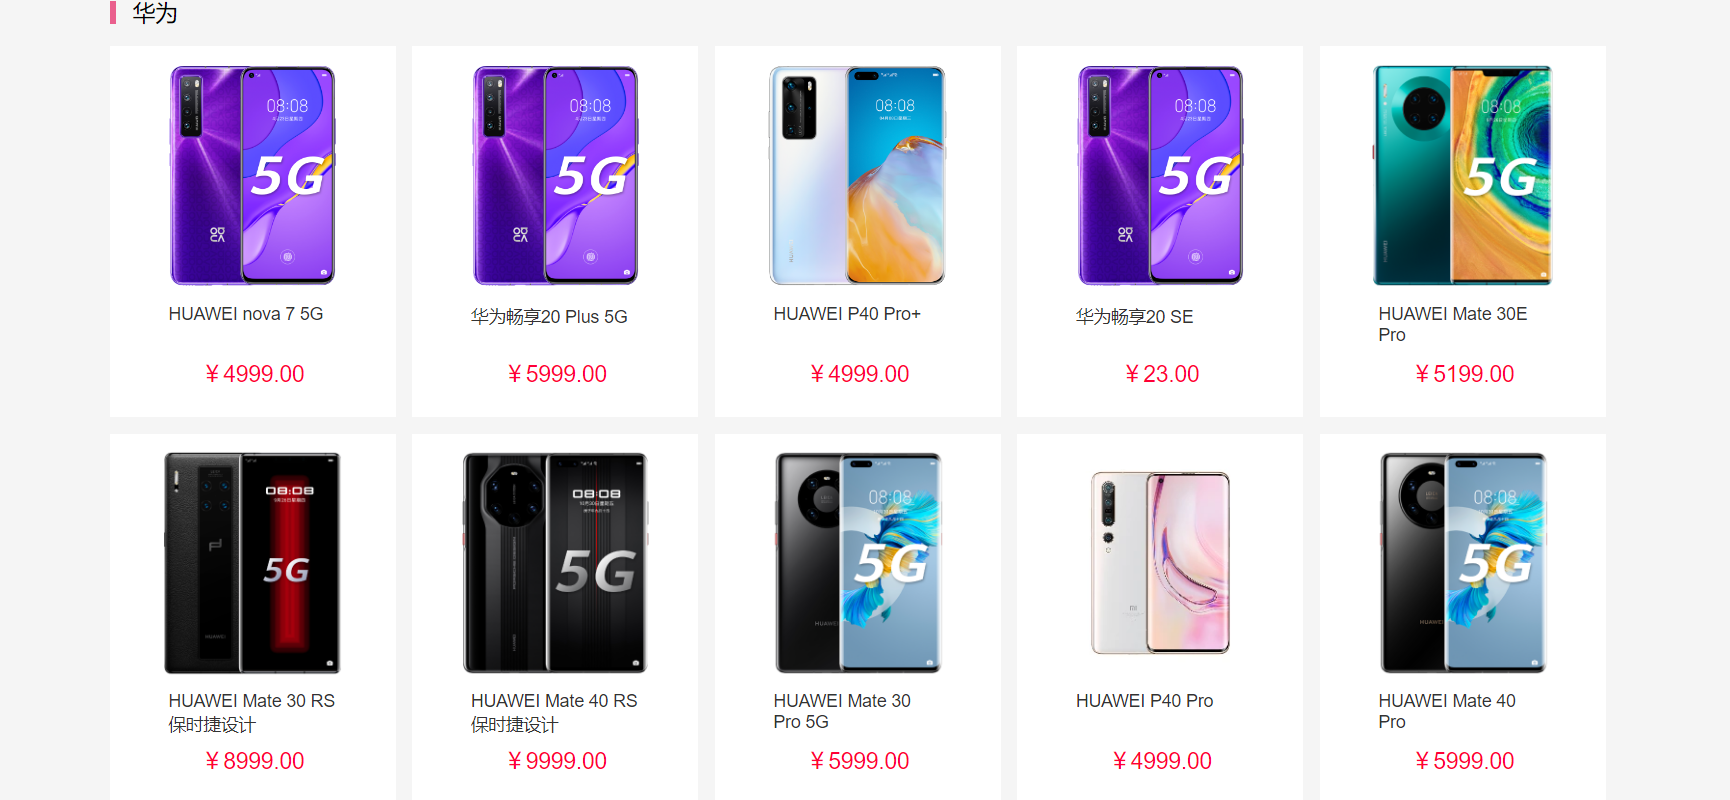 华为
08:08
5G
08:08
5G
08:08
08:08
5G
08:08
5G
HUAWEI nova 7 5G
华为畅享20 Plus 5G
HUAWEI P40 Pro+
华为畅享20 SE
HUAWEI Mate 30E
Pro
￥4999.00
￥5999.00
￥4999.00
￥23.00
￥5199.00
08:08
5G
HUAWEI
08:08
5G
08:08
5G
HUAWEI
MI
08:08
5G
HUAWEI
HUAWEI Mate 30 RS
保时捷设计
HUAWEI Mate 40 RS
保时捷设计
HUAWEI Mate 30
Pro 5G
HUAWEI P40 Pro
HUAWEI Mate 40
Pro
￥8999.00
￥9999.00
￥5999.00
￥4999.00
￥5999.00